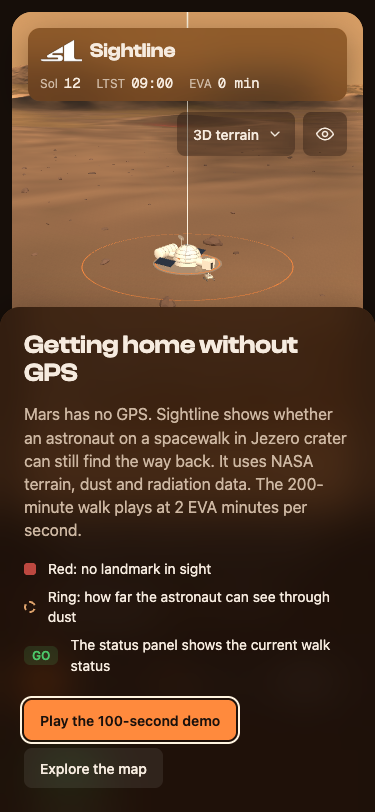 Sightline
Sol 12 LTST 09:00 EVA 0 min
3D terrain
Getting home without
GPS
Mars has no GPS. Sightline shows whether
an astronaut on a spacewalk in Jezero crater
can still find the way back. It uses NASA
terrain, dust and radiation data. The 200-
minute walk plays at 2 EVA minutes per
second.
Red: no landmark in sight
Ring: how far the astronaut can see through
dust
GO The status panel shows the current walk
status
Play the 100-second demo
Explore the map